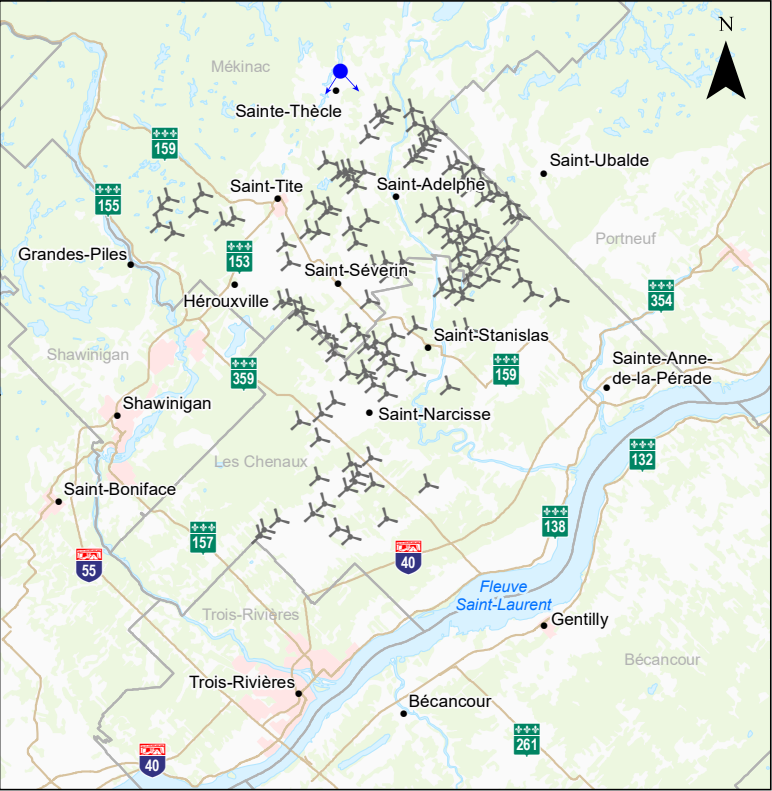 N
Mékinac
Sainte-Thècle
159
Saint-Ubalde
155
Saint-Tite
Saint-Adelphe
Portneuf
Grandes-Piles
153
Saint-Séverin
Hérouxville
354
Saint-Stanislas
Shawinigan
359
159
Sainte-Anne-
de-la-Pérade
Shawinigan
Saint-Narcisse
132
Les Chenaux
Saint-Boniface
138
157
55
40
Fleuve
Saint-Laurent
Trois-Rivières
Gentilly
Bécancour
Trois-Rivières
Bécancour
261
40